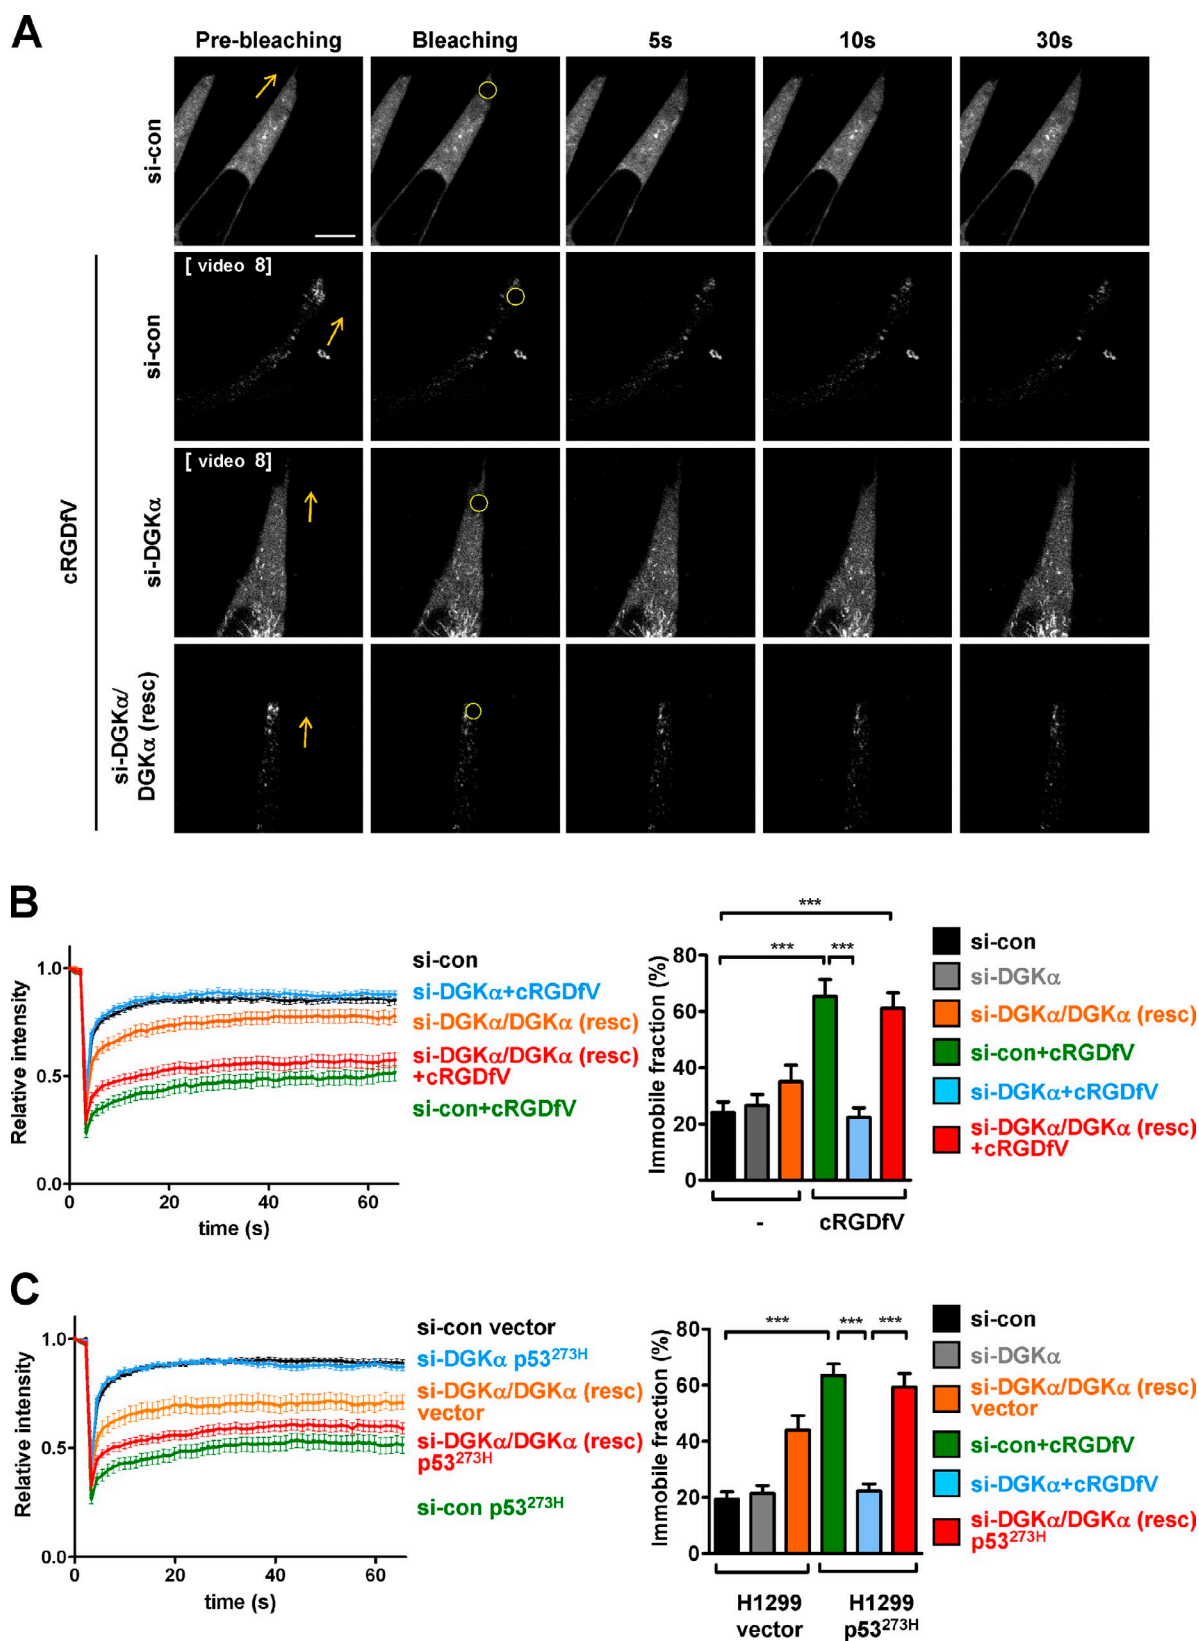 A
Pre-bleaching
Bleaching
5s
10s
30s
si-con
cRGDfV
si-con
[ video 8]
si-DGKα
[ video 8]
si-DGKα/
DGKα (resc)
B
Relative intensity
1.0
0.5
0.0
0
20
40
60
time (s)
si-con
si-DGKα+cRGDfV
si-DGKα/DGKα (resc)
si-DGKα/DGKα (resc)
+cRGDfV
si-con+cRGDfV
Immobile fraction (%)
80
60
40
20
0
***
***
***
-
cRGDfV
si-con
si-DGKα
si-DGKα/DGKα (resc)
si-con+cRGDfV
si-DGKα+cRGDfV
si-DGKα/DGKα (resc)
+cRGDfV
C
Relative intensity
1.0
0.5
0.0
0
20
40
60
time (s)
si-con vector
si-DGKα p53²⁷³ᴴ
si-DGKα/DGKα (resc)
vector
si-DGKα/DGKα (resc)
p53²⁷³ᴴ
si-con p53²⁷³ᴴ
Immobile fraction (%)
80
60
40
20
0
***
***
***
H1299
vector
H1299
p53²⁷³ᴴ
si-con
si-DGKα
si-DGKα/DGKα (resc)
vector
si-con+cRGDfV
si-DGKα+cRGDfV
si-DGKα/DGKα (resc)
p53²⁷³ᴴ